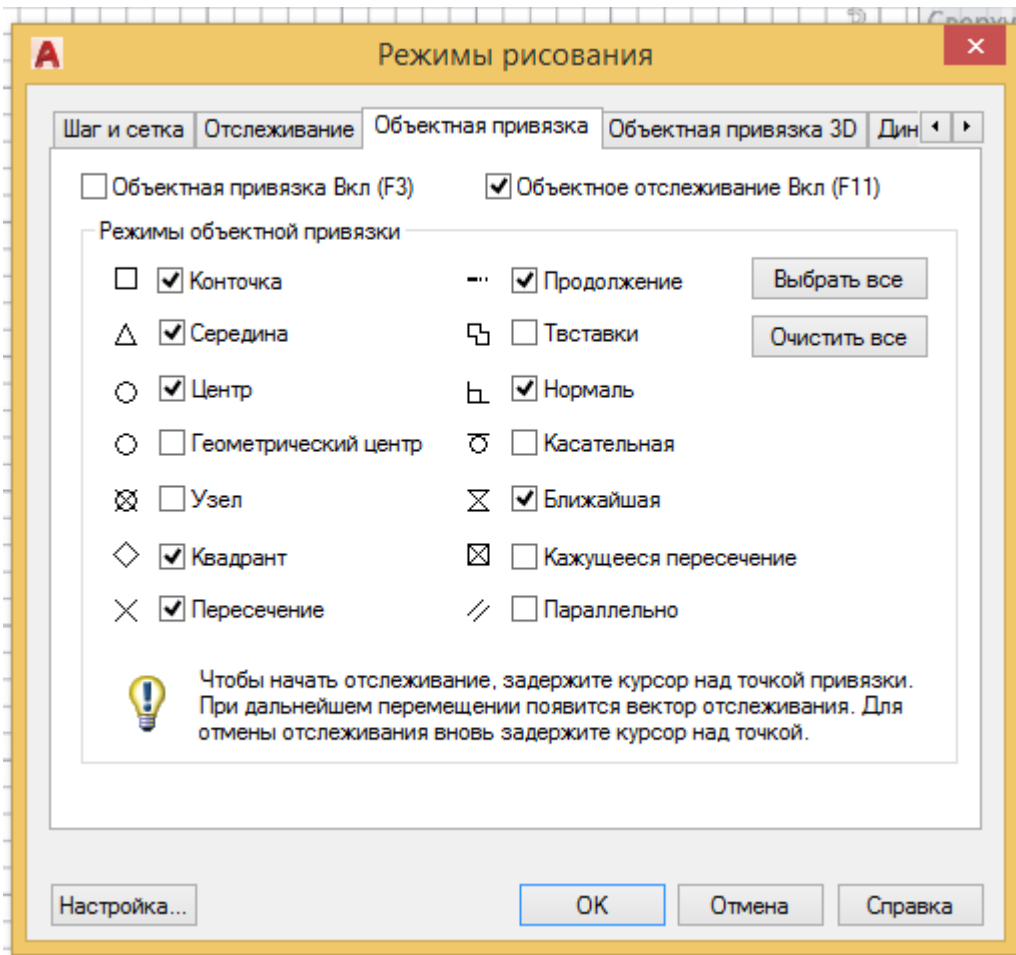 Сверху
Режимы рисования
Шаг и сетка Отслеживание Объектная привязка Объектная привязка 3D Дин
Объектная привязка Вкл (F3) Объектное отслеживание Вкл (F11)
Режимы объектной привязки
Конточка Продолжение Выбрать все
Середина Твставки Очистить все
Центр Нормаль
Геометрический центр Касательная
Узел Ближайшая
Квадрант Кажущееся пересечение
Пересечение Параллельно
Чтобы начать отслеживание, задержите курсор над точкой привязки.
При дальнейшем перемещении появится вектор отслеживания. Для
отмены отслеживания вновь задержите курсор над точкой.
Настройка... OK Отмена Справка